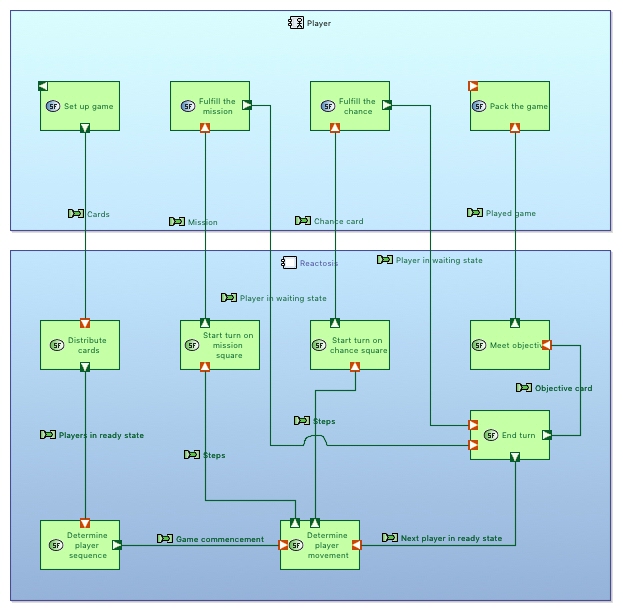 Player
SF Set up game
SF Fulfill the
mission
SF Fulfill the
chance
SF Pack the game
Cards
Mission
Chance card
Played game
Reactosis
Player in waiting state
Player in waiting state
SF Distribute
cards
SF Start turn on
mission
square
SF Start turn on
chance square
SF Meet objectiv
Objective card
Players in ready state
Steps
Steps
SF End turn
SF Determine
player
sequence
Game commencement
SF Determine
player
movement
Next player in ready state